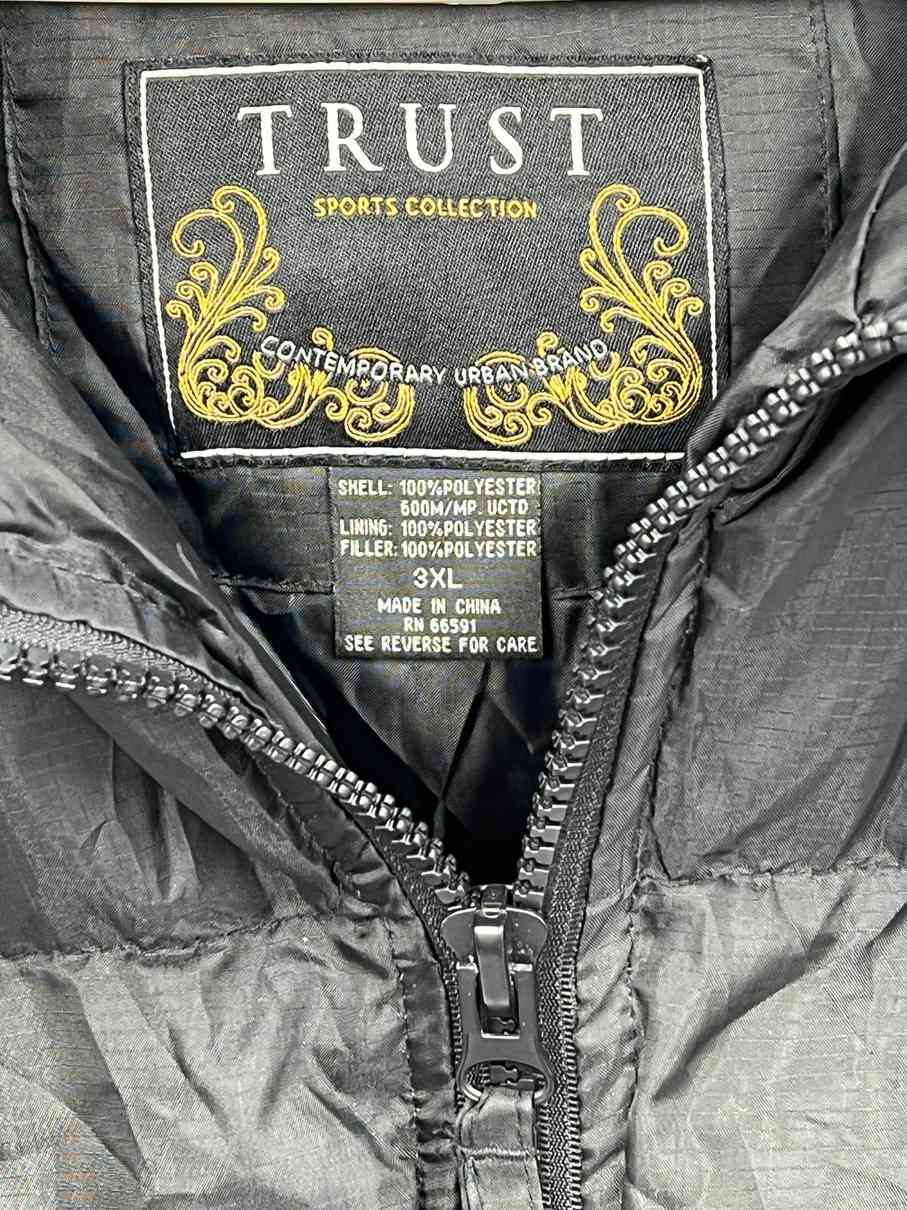 TRUST
SPORTS COLLECTION
CONTEMPORARY URBAN BRAND
SHELL: 100%POLYESTER
600M/MP. UCTD
LINING: 100%POLYESTER
FILLER: 100%POLYESTER
3XL
MADE IN CHINA
RN 66591
SEE REVERSE FOR CARE